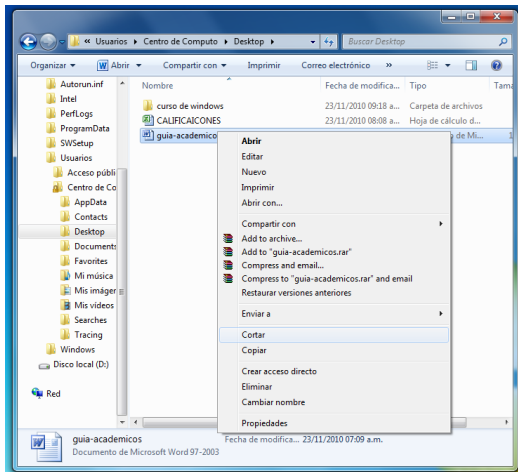 « Usuarios ▸ Centro de Computo ▸ Desktop ▸ Buscar Desktop
Organizar Abrir Compartir con Imprimir Correo electrónico »
Nombre Fecha de modifica... Tipo Tama
Autorun.inf
Intel
PerfLogs
ProgramData
SWSetup
Usuarios
Acceso públi
Centro de Co
AppData
Contacts
Desktop
Documents
Favorites
Mi música
Mis imáger
Mis vídeos
Searches
Tracing
Windows
Disco local (D:)
Red
curso de windows 23/11/2010 09:18 a... Carpeta de archivos
CALIFICAICONES 23/11/2010 08:08 a... Hoja de cálculo d...
guia-academico de Mi... 1
Abrir
Editar
Nuevo
Imprimir
Abrir con...
Compartir con
Add to archive...
Add to "guia-academicos.rar"
Compress and email...
Compress to "guia-academicos.rar" and email
Restaurar versiones anteriores
Enviar a
Cortar
Copiar
Crear acceso directo
Eliminar
Cambiar nombre
Propiedades
guia-academicos Fecha de modifica... 23/11/2010 07:09 a.m.
Documento de Microsoft Word 97-2003